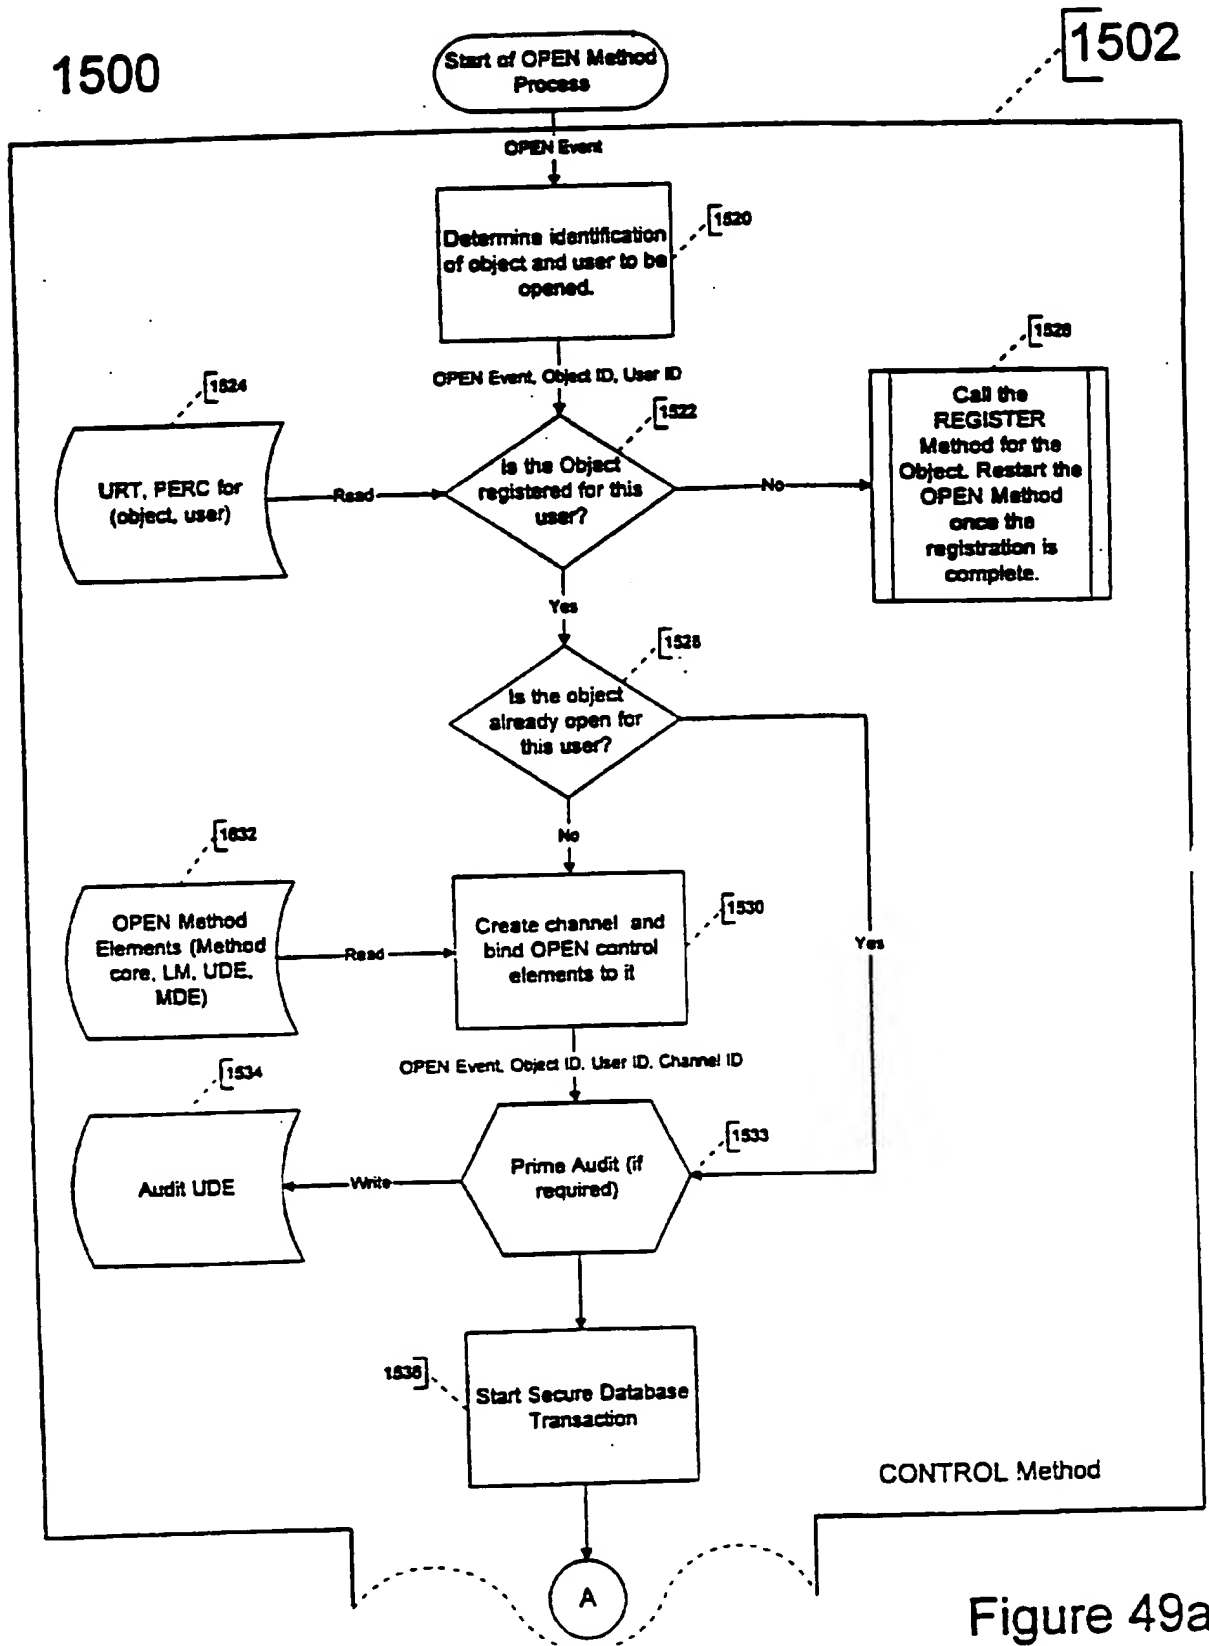 1500
1502
Start of OPEN Method
Process
OPEN Event
1520
Determine identification
of object and user to be
opened.
OPEN Event, Object ID, User ID
1526
1524
1522
Call the
REGISTER
Method for the
Object. Restart the
OPEN Method
once the
registration is
complete.
URT, PERC for
(object, user)
Read
Is the Object
registered for this
user?
No
Yes
1528
Is the object
already open for
this user?
No
Yes
1532
OPEN Method
Elements (Method
core, LM, UDE,
MDE)
Read
Create channel and
bind OPEN control
elements to it
1530
OPEN Event, Object ID, User ID, Channel ID
1534
1533
Audit UDE
Write
Prime Audit (if
required)
1536
Start Secure Database
Transaction
CONTROL Method
A
Figure 49a